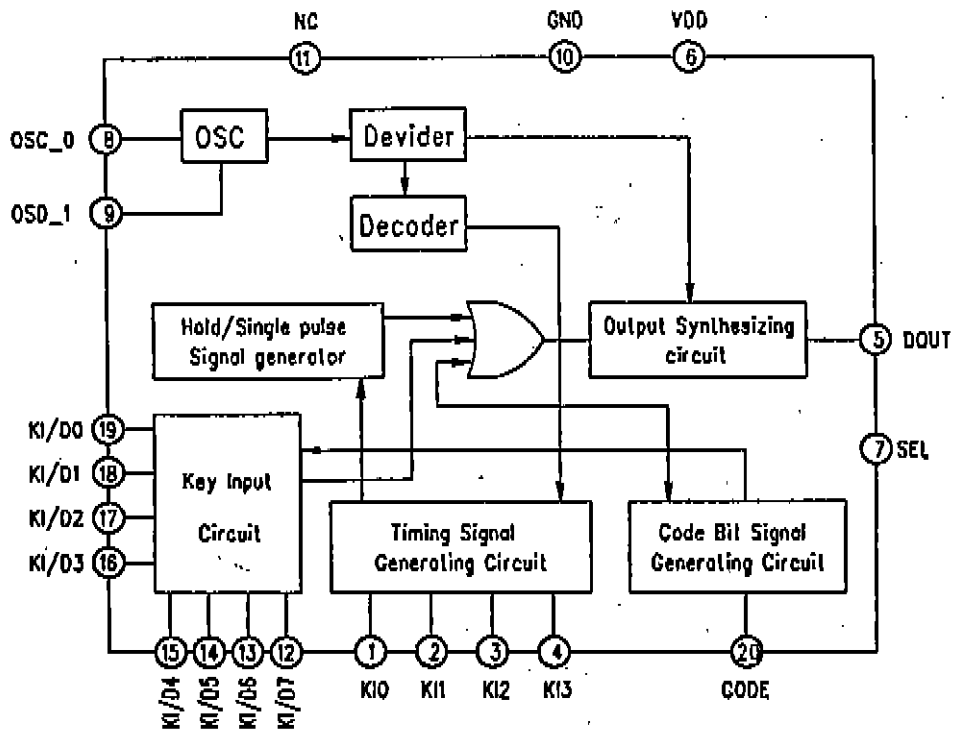 NC GND VDD
11 10 6
OSC_0 8 OSC Devider
OSD_1 9 Decoder
Hold/Single pulse
Signal generator
Output Synthesizing
circuit
5 DOUT
KI/D0 19
KI/D1 18
KI/D2 17
KI/D3 16
Key Input
Circuit
7 SEL
Timing Signal
Generating Circuit
Code Bit Signal
Generating Circuit
15 14 13 12 1 2 3 4 20
KI/D4 KI/D5 KI/D6 KI/D7 KI0 KI1 KI2 KI3 CODE